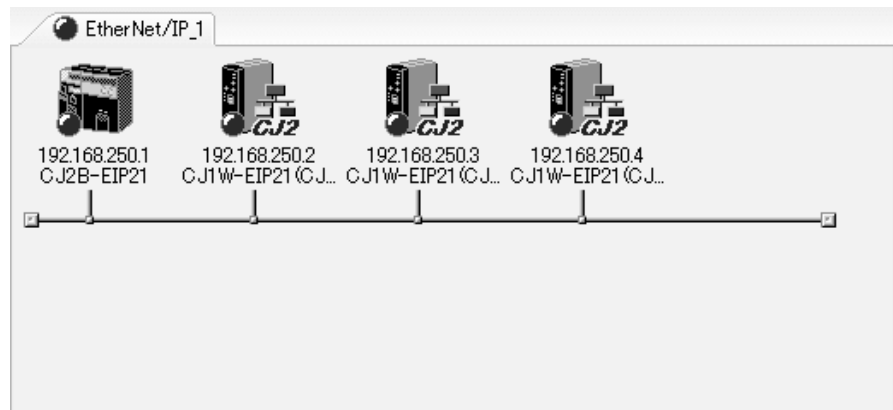 EtherNet/IP_1
CJ2
CJ2
CJ2
192.168.250.1
192.168.250.2
192.168.250.3
192.168.250.4
CJ2B-EIP21
CJ1W-EIP21(CJ...
CJ1W-EIP21(CJ...
CJ1W-EIP21(CJ...